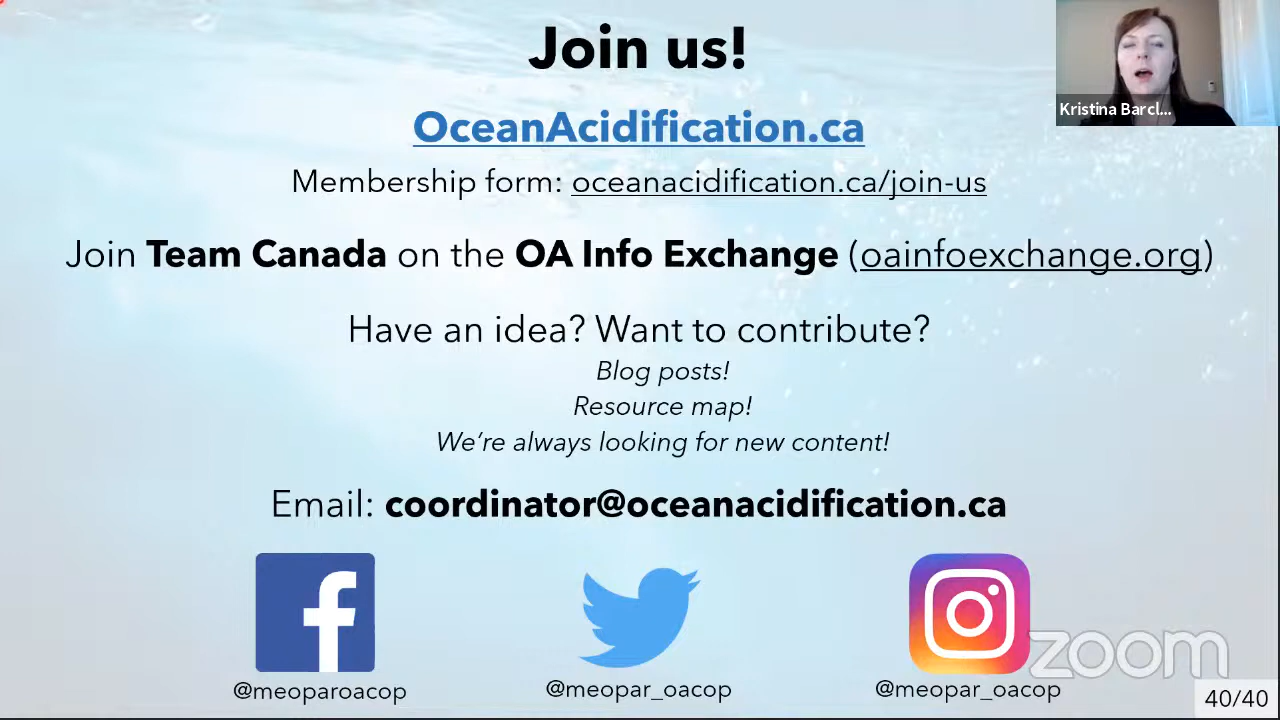 Join us!
Kristina Barcl...
OceanAcidification.ca
Membership form: oceanacidification.ca/join-us
Join Team Canada on the OA Info Exchange (oainfoexchange.org)
Have an idea? Want to contribute?
Blog posts!
Resource map!
We're always looking for new content!
Email: coordinator@oceanacidification.ca
zoom
@meoparoacop
@meopar_oacop
@meopar_oacop
40/40